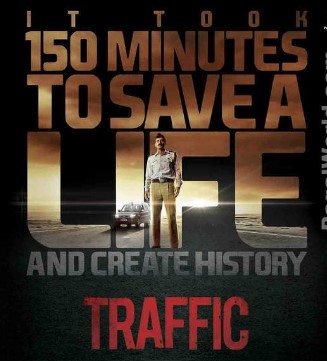 IT TOOK
150 MINUTES
TO SAVE A
LIFE
AND CREATE HISTORY
TRAFFIC